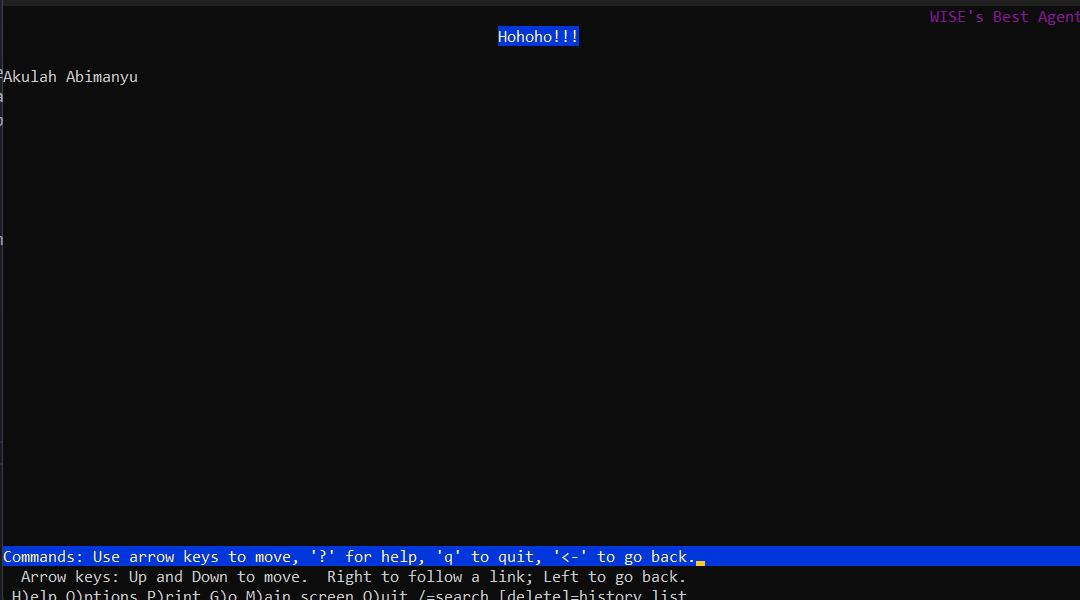 WISE's Best Agent
Hohoho!!!
Akulah Abimanyu
Commands: Use arrow keys to move, '?' for help, 'q' to quit, '<-' to go back.
Arrow keys: Up and Down to move. Right to follow a link; Left to go back.
H)elp O)ptions P)rint G)o M)ain screen Q)uit /=search [delete]=history list